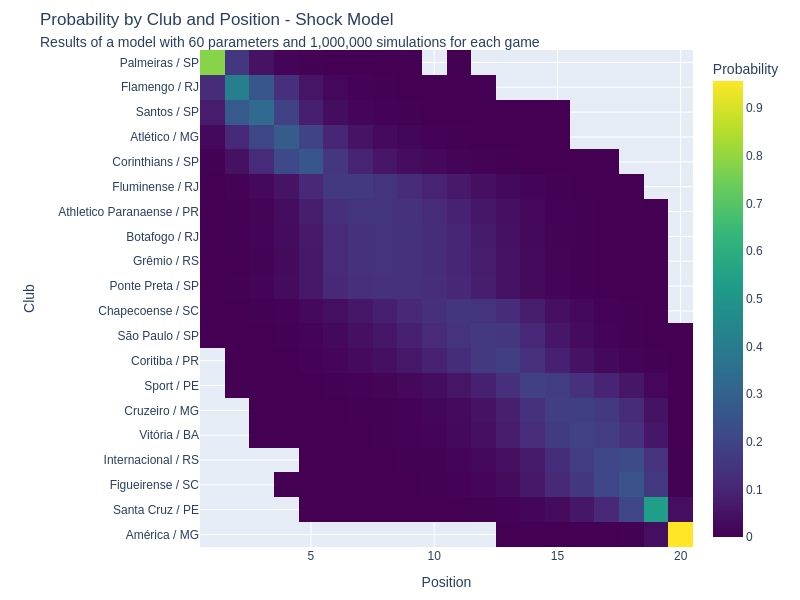 Probability by Club and Position - Shock Model
Results of a model with 60 parameters and 1,000,000 simulations for each game
Palmeiras / SP
Flamengo / RJ
Santos / SP
Atlético / MG
Corinthians / SP
Fluminense / RJ
Athletico Paranaense / PR
Botafogo / RJ
Grêmio / RS
Ponte Preta / SP
Chapecoense / SC
São Paulo / SP
Coritiba / PR
Sport / PE
Cruzeiro / MG
Vitória / BA
Internacional / RS
Figueirense / SC
Santa Cruz / PE
América / MG
Club
5
10
15
20
Position
Probability
0.9
0.8
0.7
0.6
0.5
0.4
0.3
0.2
0.1
0